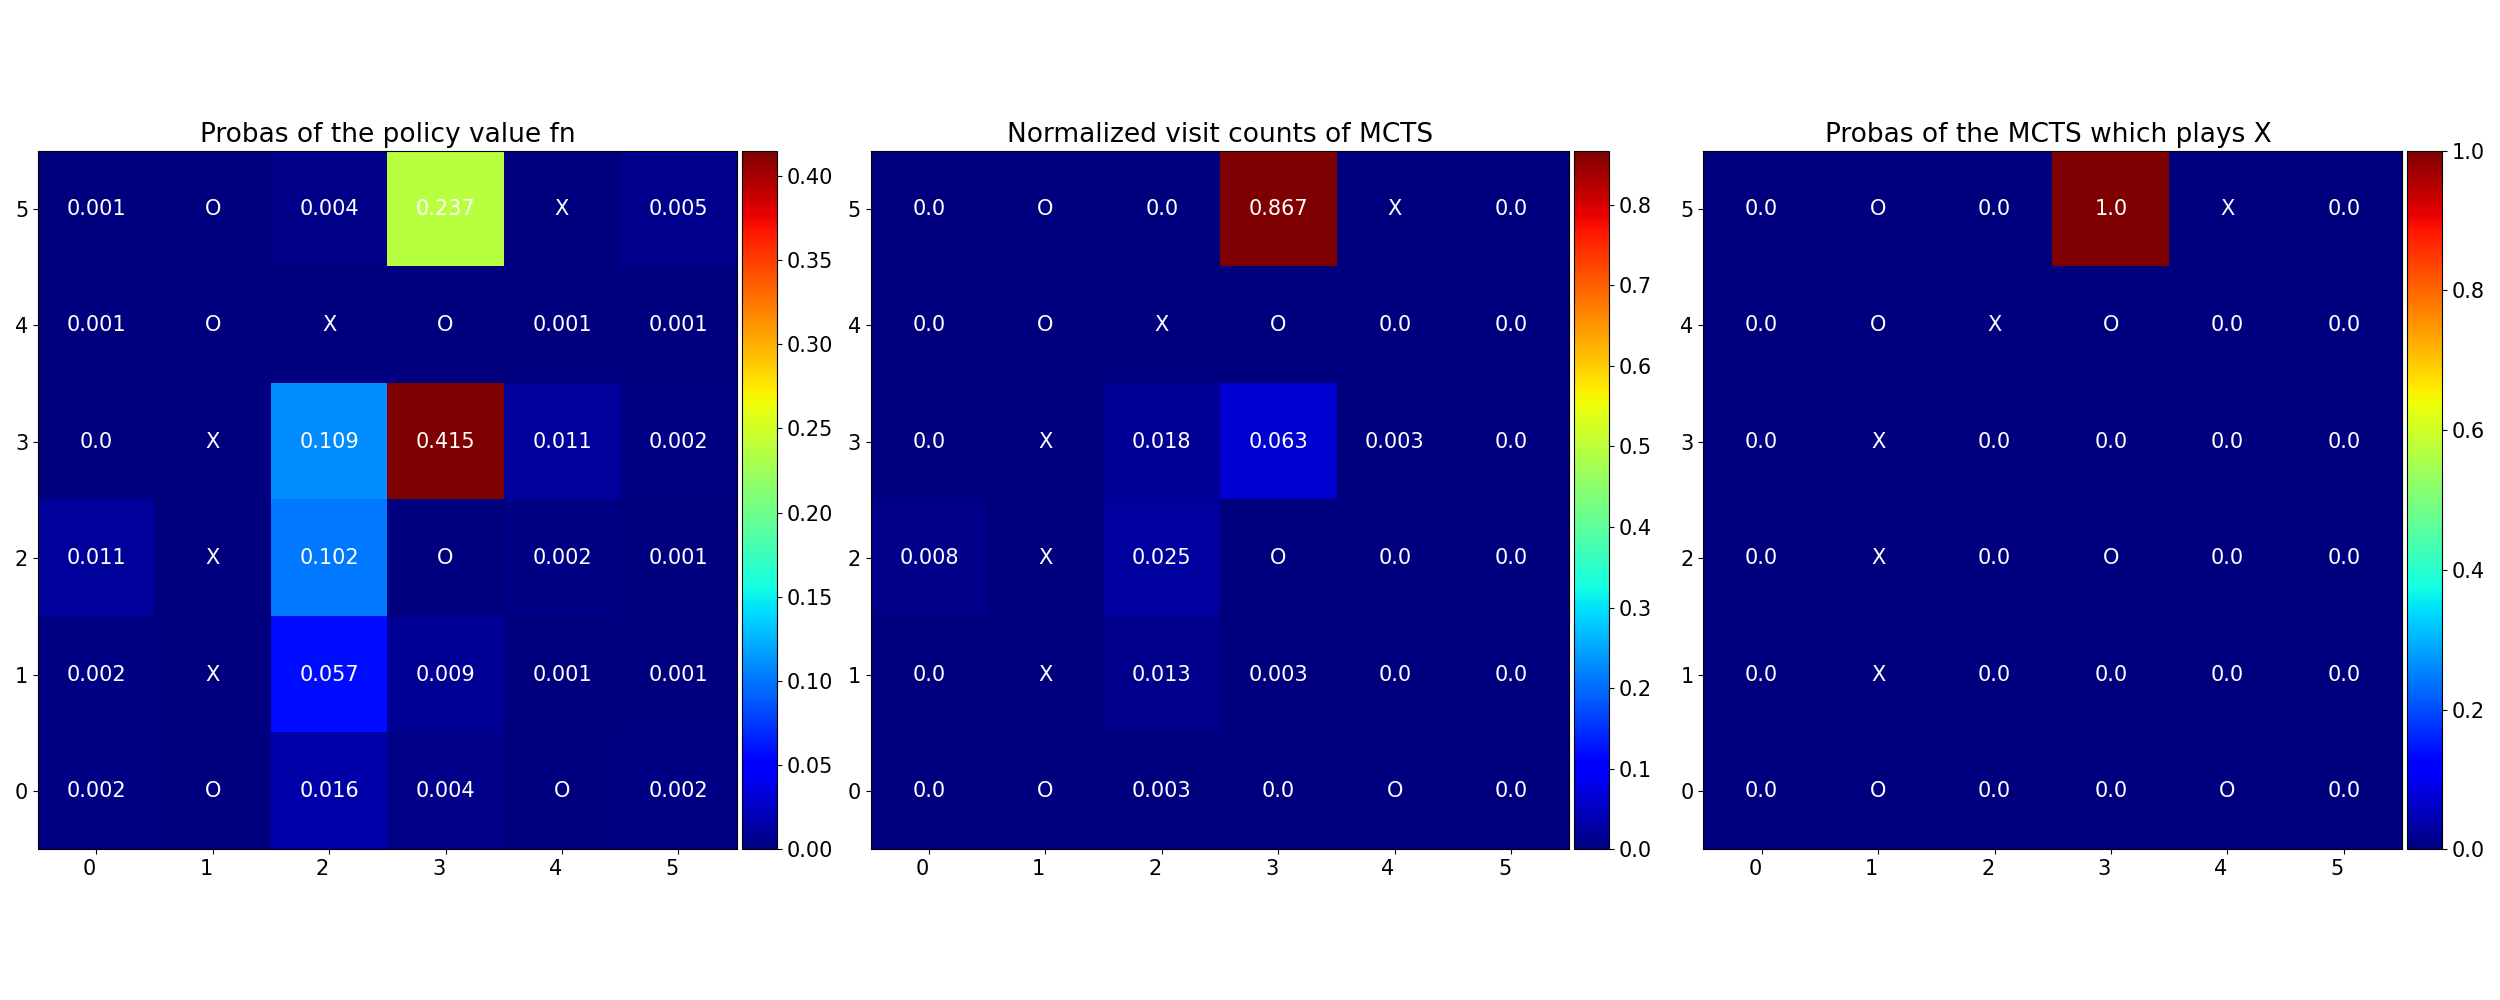 Probas of the policy value fn
5 0.001 O 0.004 0.237 X 0.005
4 0.001 O X O 0.001 0.001
3 0.0 X 0.109 0.415 0.011 0.002
2 0.011 X 0.102 O 0.002 0.001
1 0.002 X 0.057 0.009 0.001 0.001
0 0.002 O 0.016 0.004 O 0.002
0 1 2 3 4 5
0.40
0.35
0.30
0.25
0.20
0.15
0.10
0.05
0.00
Normalized visit counts of MCTS
5 0.0 O 0.0 0.867 X 0.0
4 0.0 O X O 0.0 0.0
3 0.0 X 0.018 0.063 0.003 0.0
2 0.008 X 0.025 O 0.0 0.0
1 0.0 X 0.013 0.003 0.0 0.0
0 0.0 O 0.003 0.0 O 0.0
0 1 2 3 4 5
0.8
0.7
0.6
0.5
0.4
0.3
0.2
0.1
0.0
Probas of the MCTS which plays X
5 0.0 O 0.0 1.0 X 0.0
4 0.0 O X O 0.0 0.0
3 0.0 X 0.0 0.0 0.0 0.0
2 0.0 X 0.0 O 0.0 0.0
1 0.0 X 0.0 0.0 0.0 0.0
0 0.0 O 0.0 0.0 O 0.0
0 1 2 3 4 5
1.0
0.8
0.6
0.4
0.2
0.0